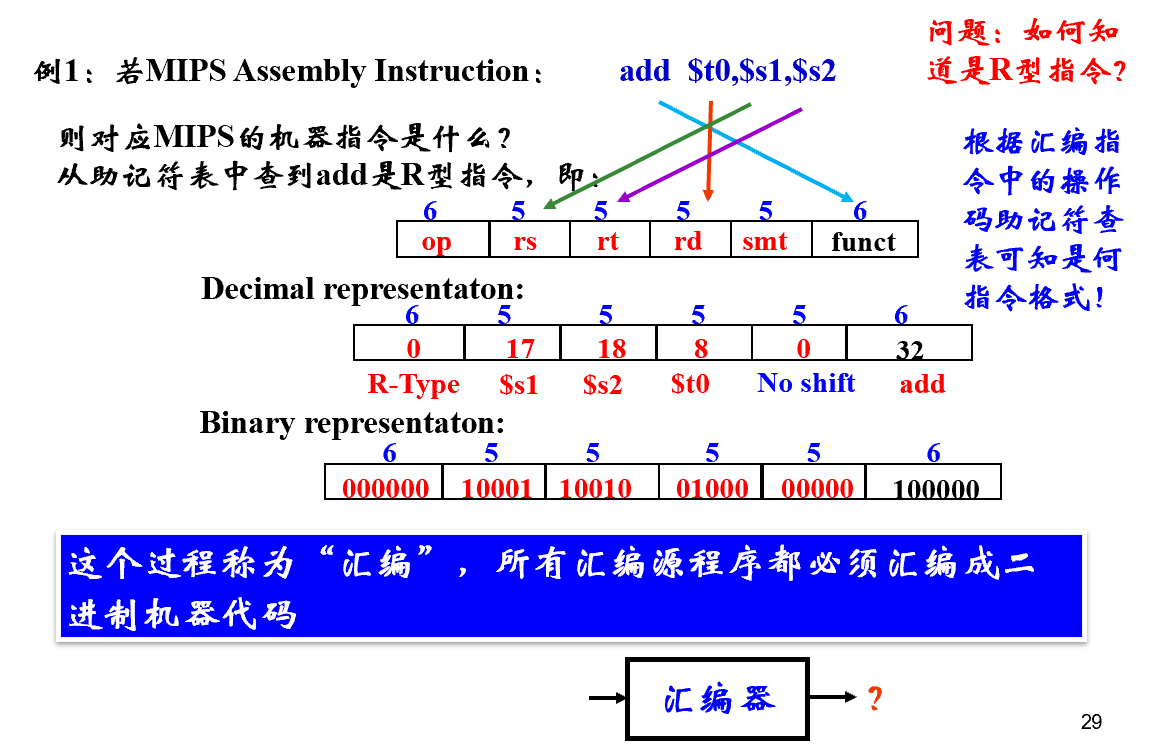 问题：如何知
道是R型指令？
例1：若MIPS Assembly Instruction： add $t0,$s1,$s2
则对应MIPS的机器指令是什么？
从助记符表中查到add是R型指令，即：
根据汇编指
令中的操作
码助记符查
表可知是何
指令格式！
6 5 5 5 5 6
op rs rt rd smt funct
Decimal representaton:
6 5 5 5 5 6
0 17 18 8 0 32
R-Type $s1 $s2 $t0 No shift add
Binary representaton:
6 5 5 5 5 6
000000 10001 10010 01000 00000 100000
这个过程称为“汇编”，所有汇编源程序都必须汇编成二
进制机器代码
汇编器 ？
29